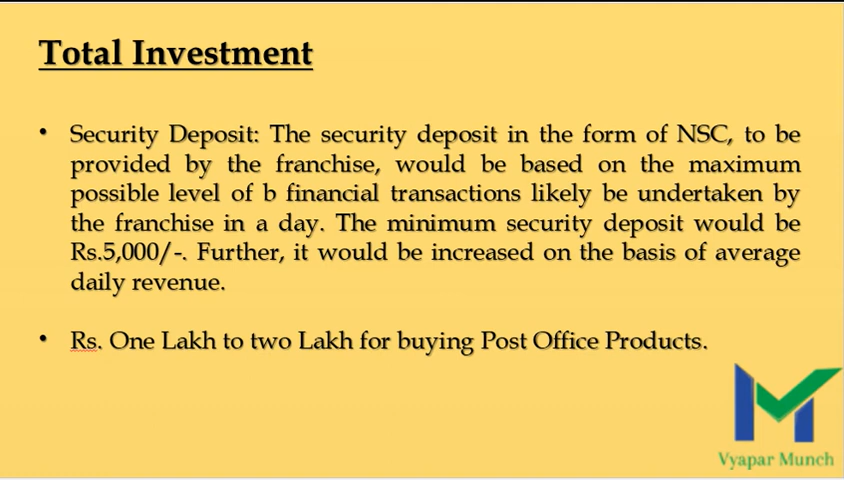 Total Investment
• Security Deposit: The security deposit in the form of NSC, to be
provided by the franchise, would be based on the maximum
possible level of b financial transactions likely be undertaken by
the franchise in a day. The minimum security deposit would be
Rs.5,000/-. Further, it would be increased on the basis of average
daily revenue.
• Rs. One Lakh to two Lakh for buying Post Office Products.
Vyapar Munch